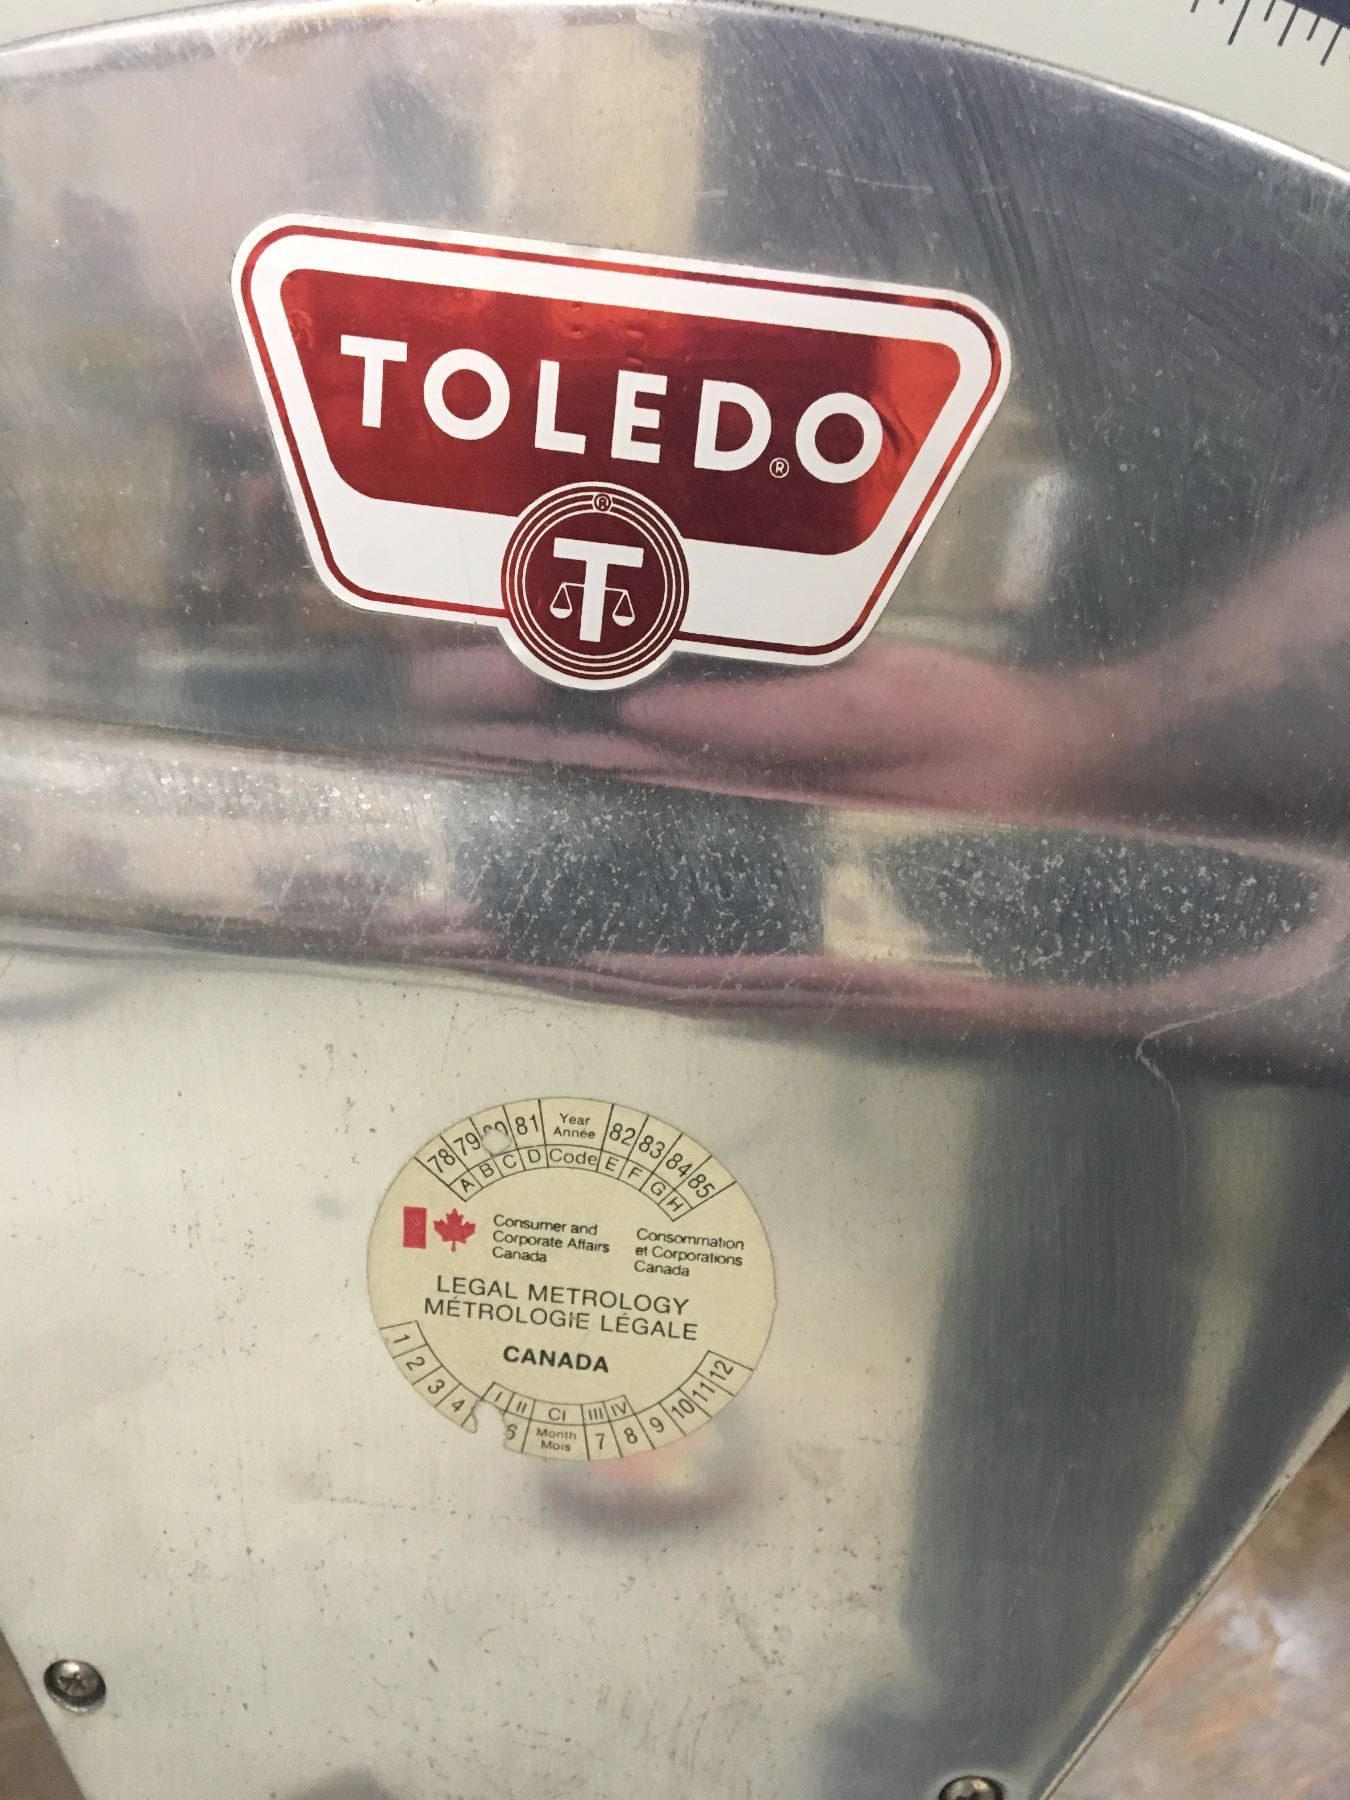 TOLEDO
®
®
T
78 79 80 81 Year 82 83 84 85
Année
A B C D Code E F G H
Consumer and
Corporate Affairs
Canada
Consommation
et Corporations
Canada
LEGAL METROLOGY
MÉTROLOGIE LÉGALE
CANADA
I II CI III IV
1 2 3 4 6 Month 7 8 9 10 11 12
Mois